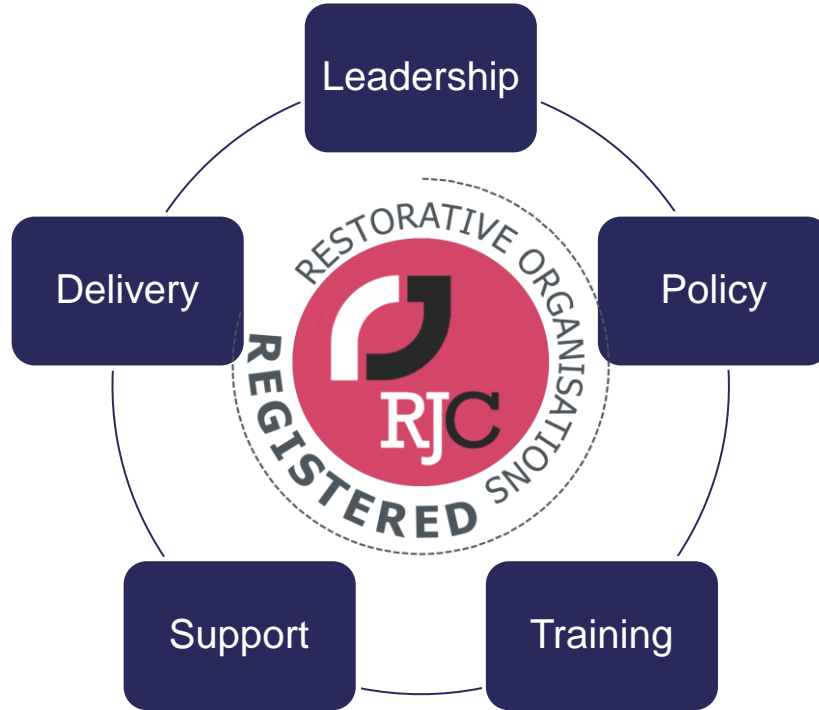 Leadership
Delivery
Policy
RESTORATIVE ORGANISATIONS
REGISTERED
RJC
Support
Training